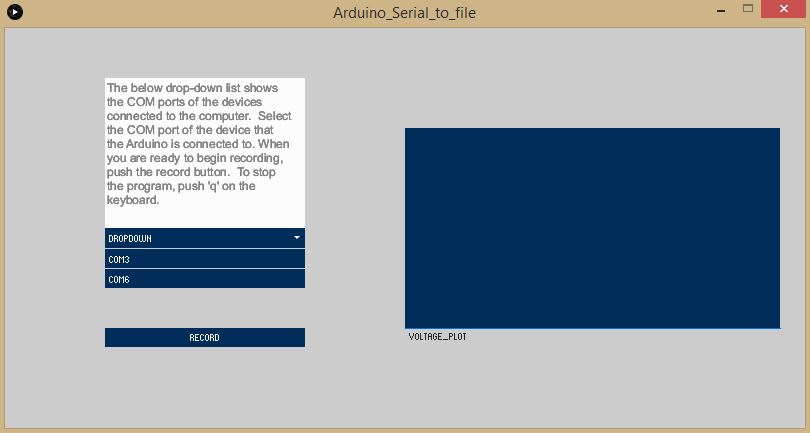 Arduino_Serial_to_file
The below drop-down list shows
the COM ports of the devices
connected to the computer.  Select
the COM port of the device that
the Arduino is connected to. When
you are ready to begin recording,
push the record button.  To stop
the program, push 'q' on the
keyboard.
DROPDOWN
COM3
COM6
RECORD
VOLTAGE_PLOT